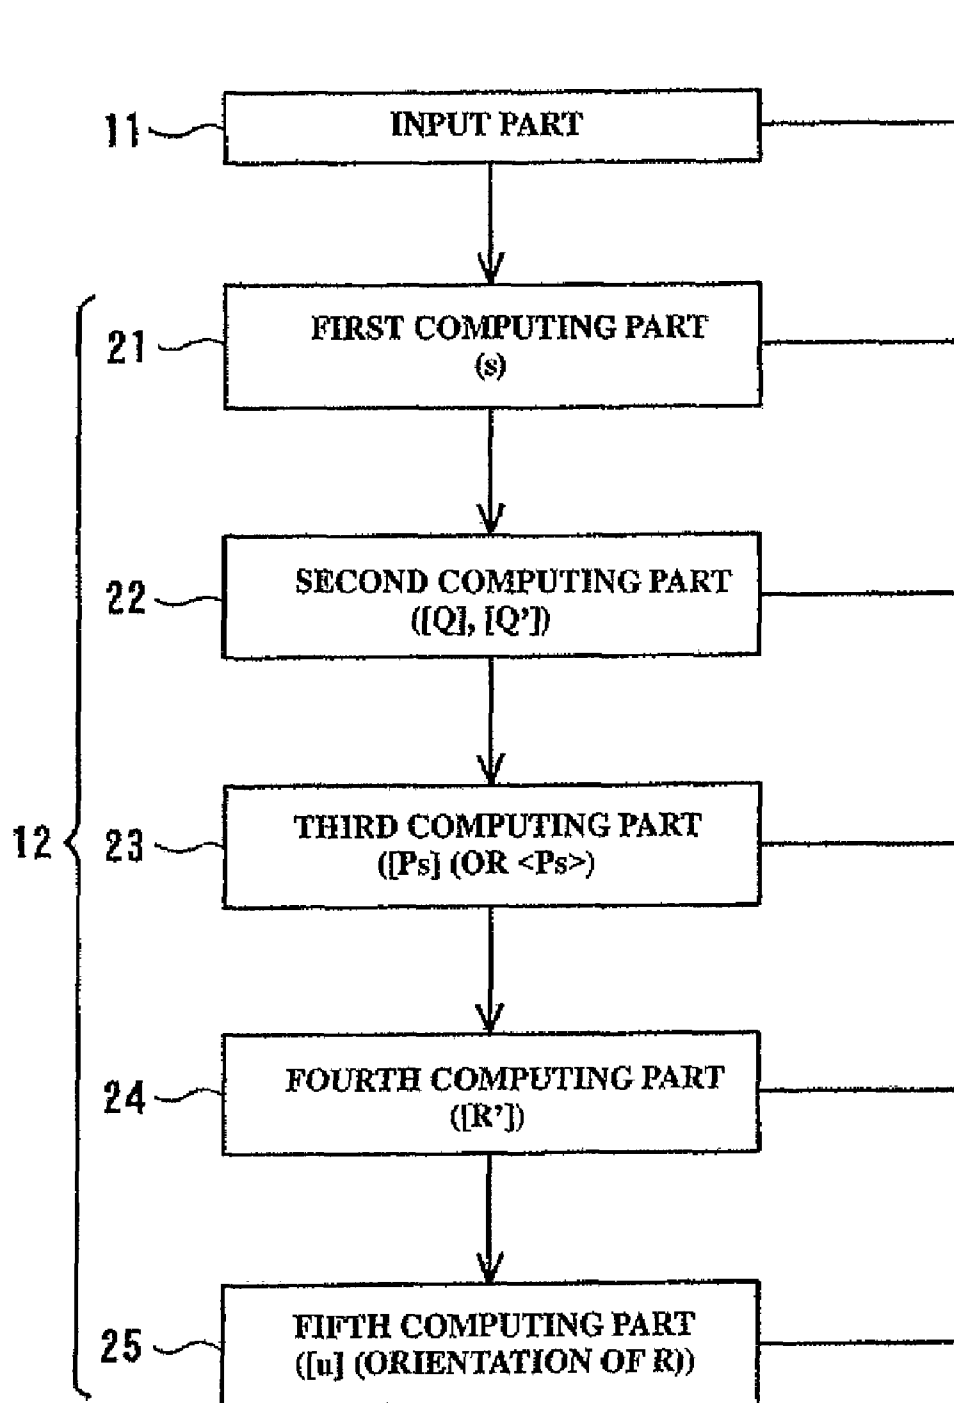 11 INPUT PART
21 FIRST COMPUTING PART
(s)
22 SECOND COMPUTING PART
([Q], [Q'])
12 23 THIRD COMPUTING PART
([Ps] (OR <Ps>)
24 FOURTH COMPUTING PART
([R'])
25 FIFTH COMPUTING PART
([u] (ORIENTATION OF R))